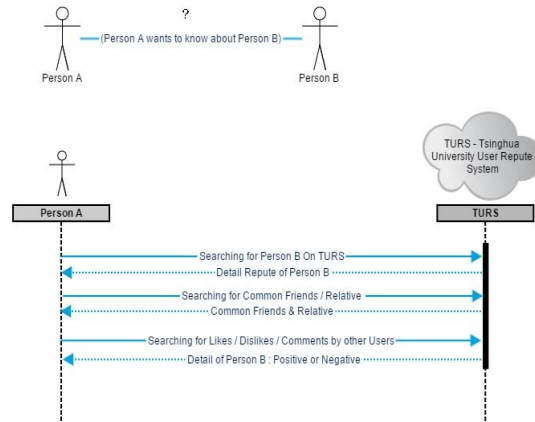 ?
(Person A wants to know about Person B)
Person A
Person B
TURS - Tsinghua
University User Repute
System
Person A
TURS
Searching for Person B On TURS
Detail Repute of Person B
Searching for Common Friends / Relative
Common Friends & Relative
Searching for Likes / Dislikes / Comments by other Users
Detail of Person B : Positive or Negative